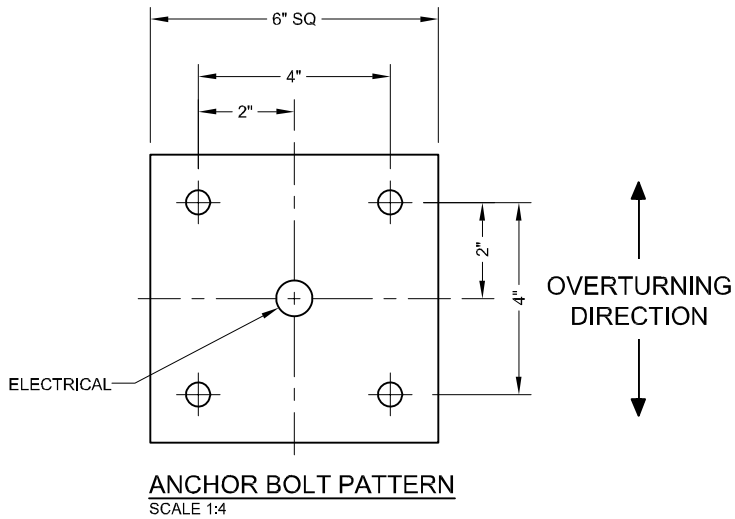 6" SQ
4"
2"
2"
4"
OVERTURNING
DIRECTION
ELECTRICAL
ANCHOR BOLT PATTERN
SCALE 1:4